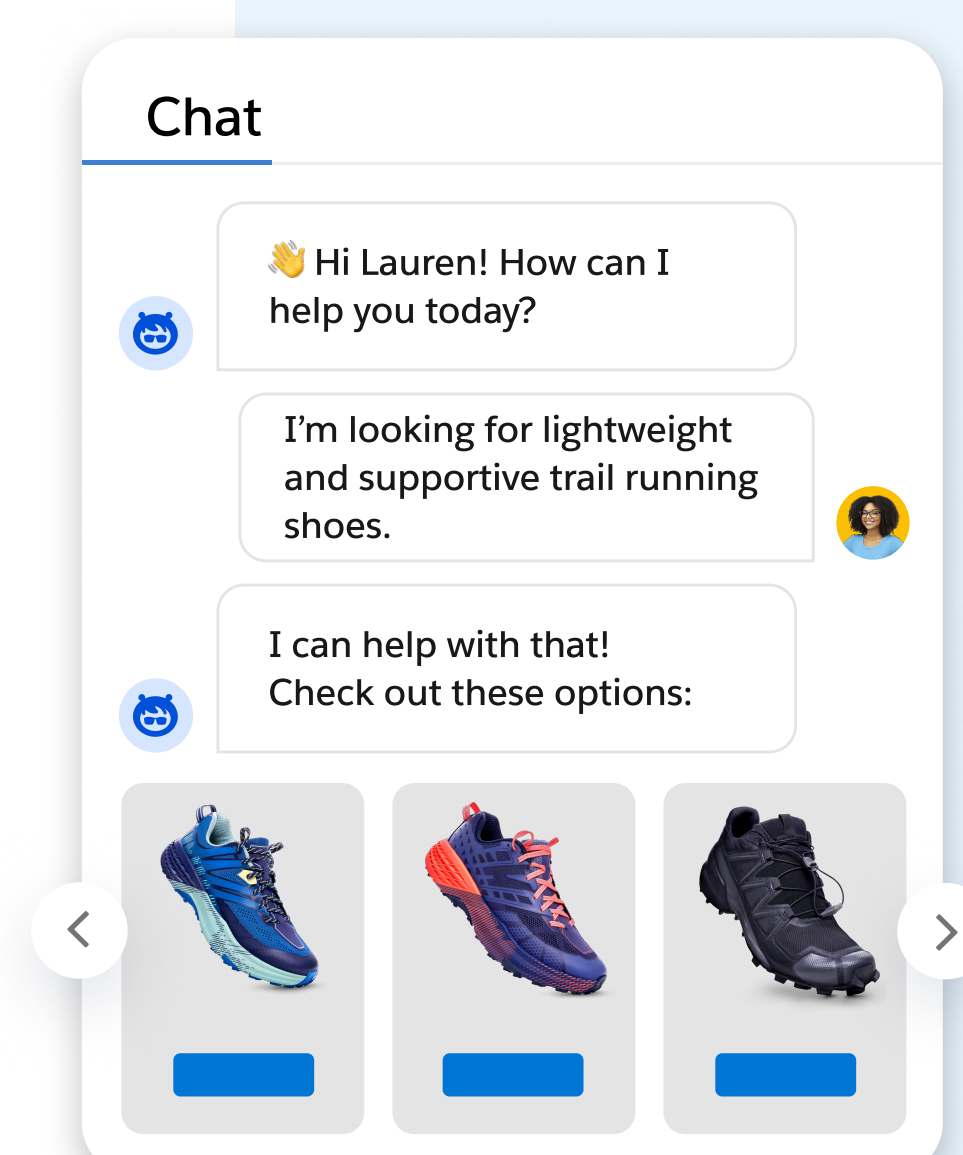 Chat
👋 Hi Lauren! How can I
help you today?
I’m looking for lightweight
and supportive trail running
shoes.
I can help with that!
Check out these options: